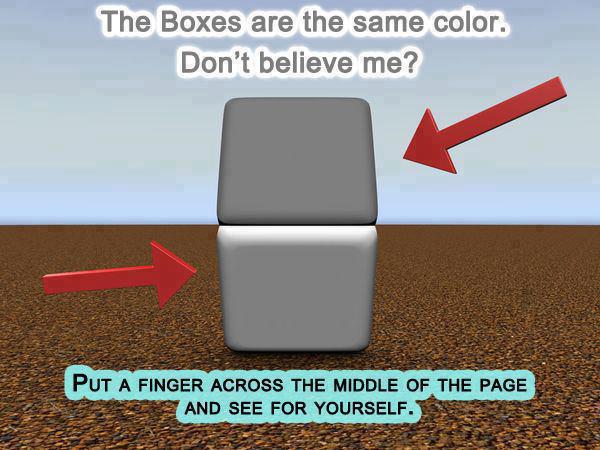 The Boxes are the same color.
Don't believe me?
Put a finger across the middle of the page
and see for yourself.